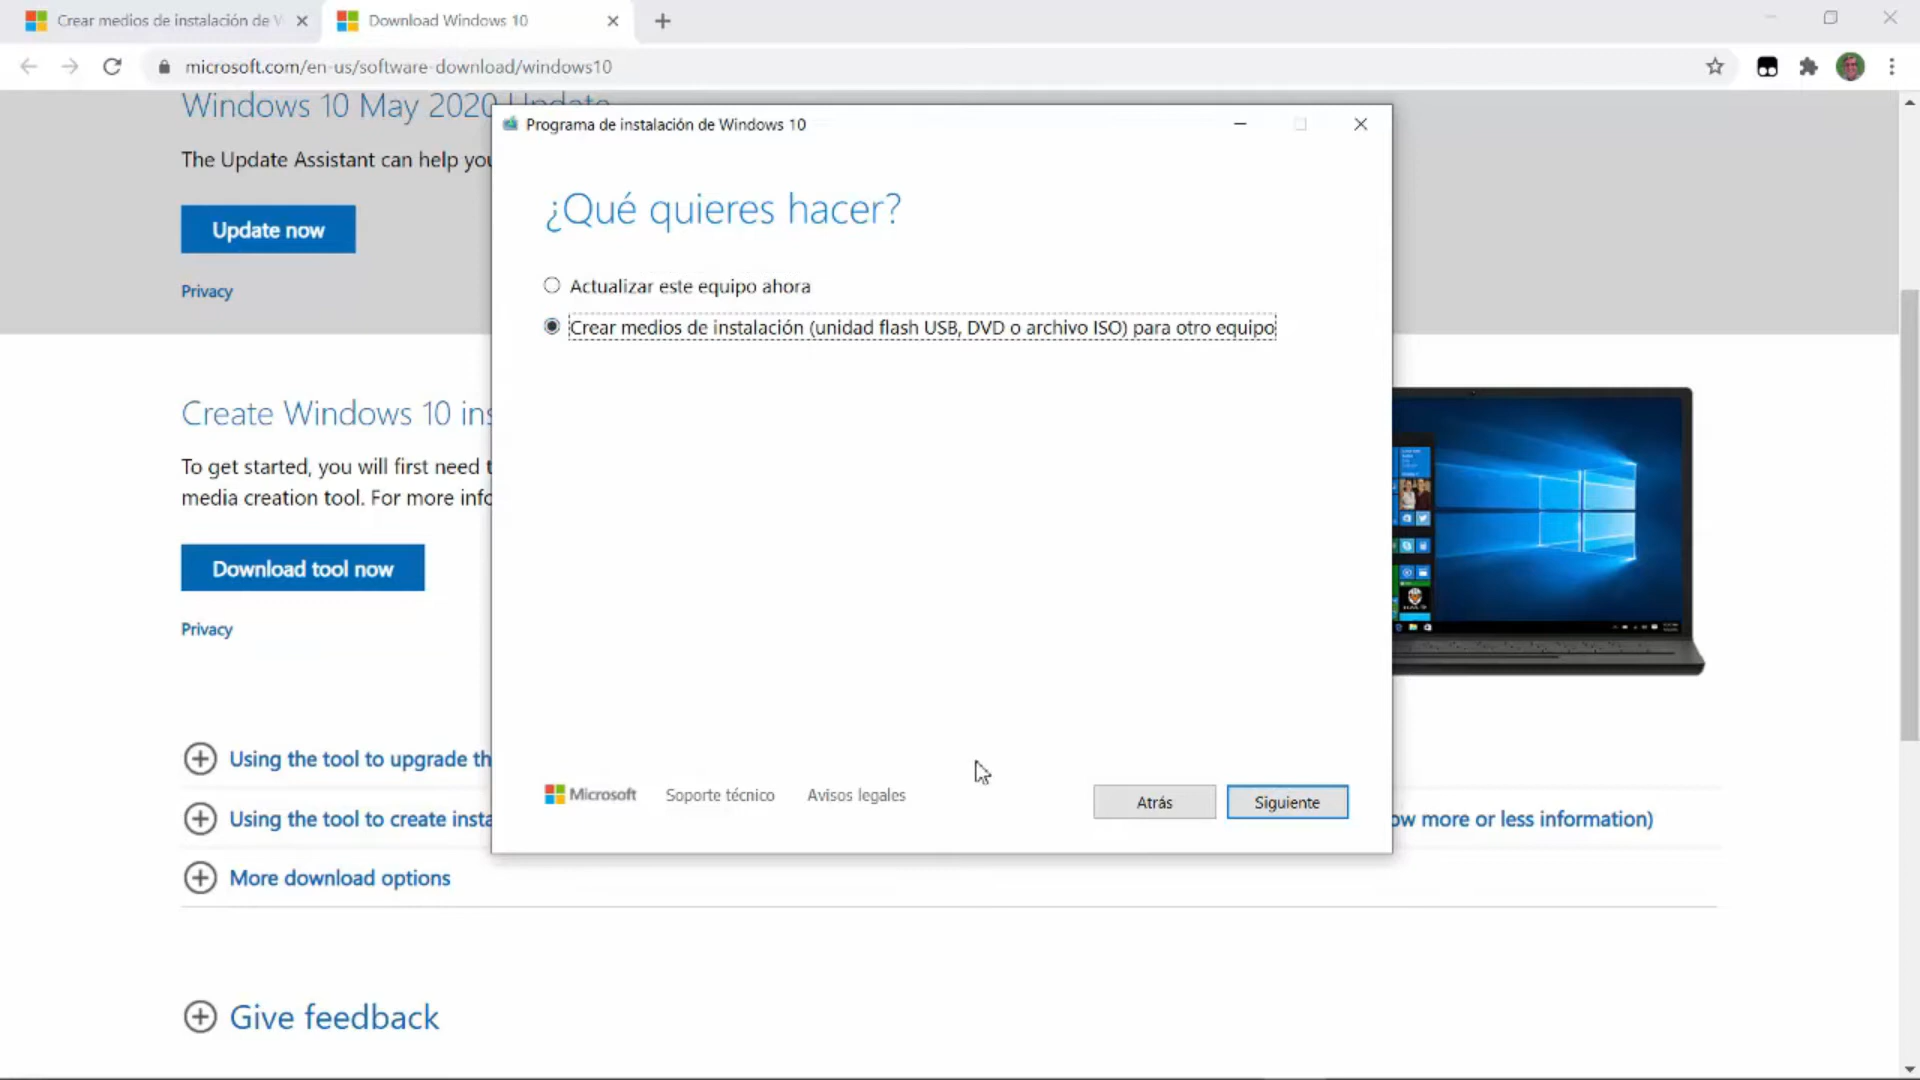 Crear medios de instalación de
Download Windows 10
microsoft.com/en-us/software-download/windows10
Windows 10 May 2020 Update
The Update Assistant can help you
Update now
Privacy
Programa de instalación de Windows 10
¿Qué quieres hacer?
Actualizar este equipo ahora
Crear medios de instalación (unidad flash USB, DVD o archivo ISO) para otro equipo
Microsoft
Soporte técnico
Avisos legales
Atrás
Siguiente
Create Windows 10 ins
To get started, you will first need t
media creation tool. For more info
Download tool now
Privacy
Using the tool to upgrade th
Using the tool to create insta
ow more or less information)
More download options
Give feedback